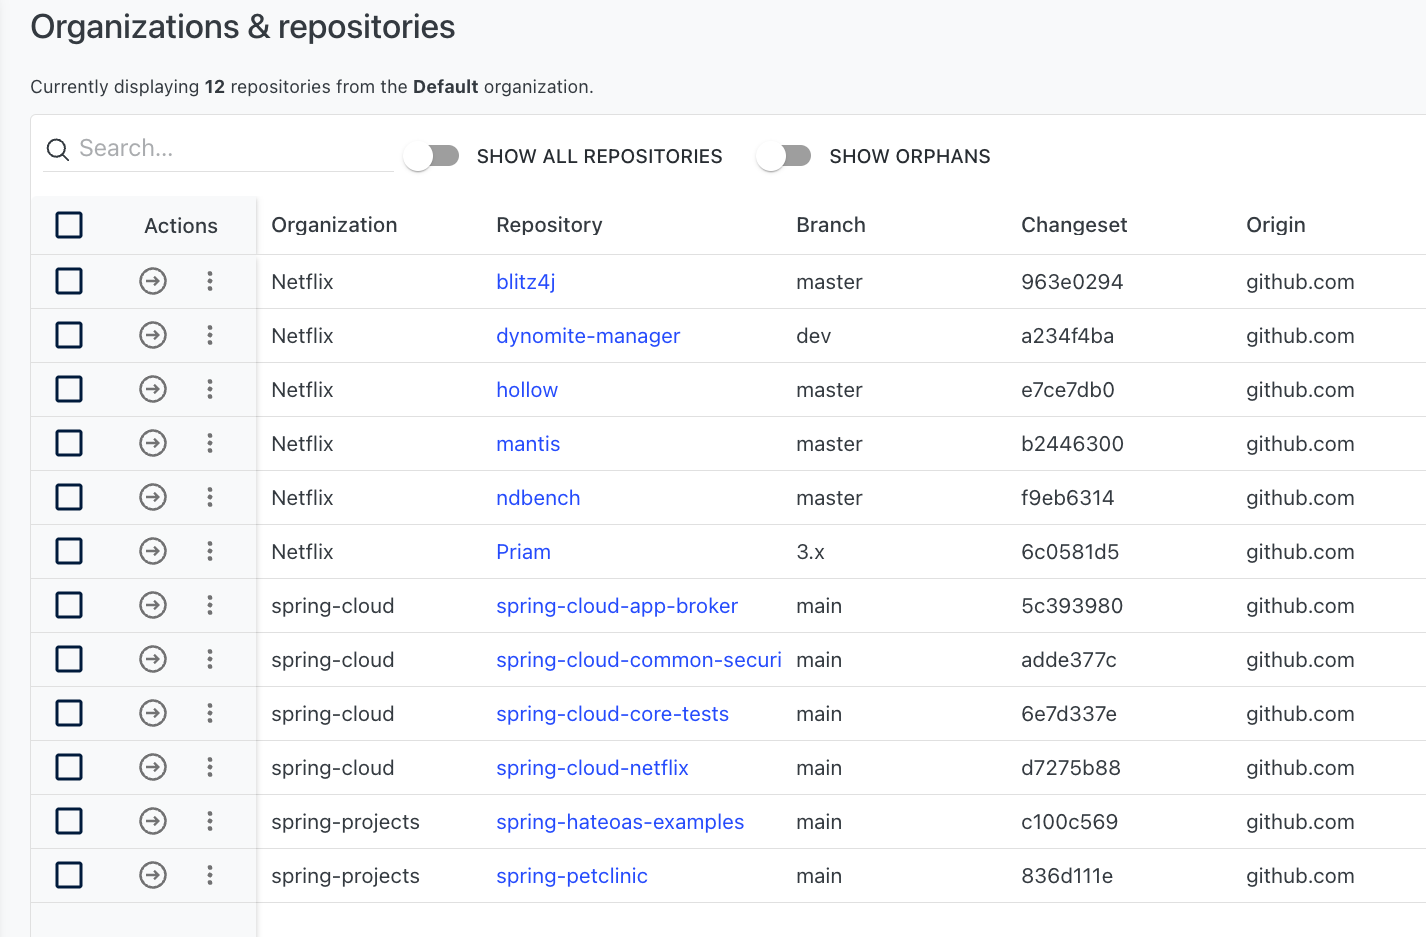 Organizations & repositories
Currently displaying 12 repositories from the Default organization.
Search... SHOW ALL REPOSITORIES SHOW ORPHANS
Actions Organization Repository Branch Changeset Origin
Netflix blitz4j master 963e0294 github.com
Netflix dynomite-manager dev a234f4ba github.com
Netflix hollow master e7ce7db0 github.com
Netflix mantis master b2446300 github.com
Netflix ndbench master f9eb6314 github.com
Netflix Priam 3.x 6c0581d5 github.com
spring-cloud spring-cloud-app-broker main 5c393980 github.com
spring-cloud spring-cloud-common-securi main adde377c github.com
spring-cloud spring-cloud-core-tests main 6e7d337e github.com
spring-cloud spring-cloud-netflix main d7275b88 github.com
spring-projects spring-hateoas-examples main c100c569 github.com
spring-projects spring-petclinic main 836d111e github.com